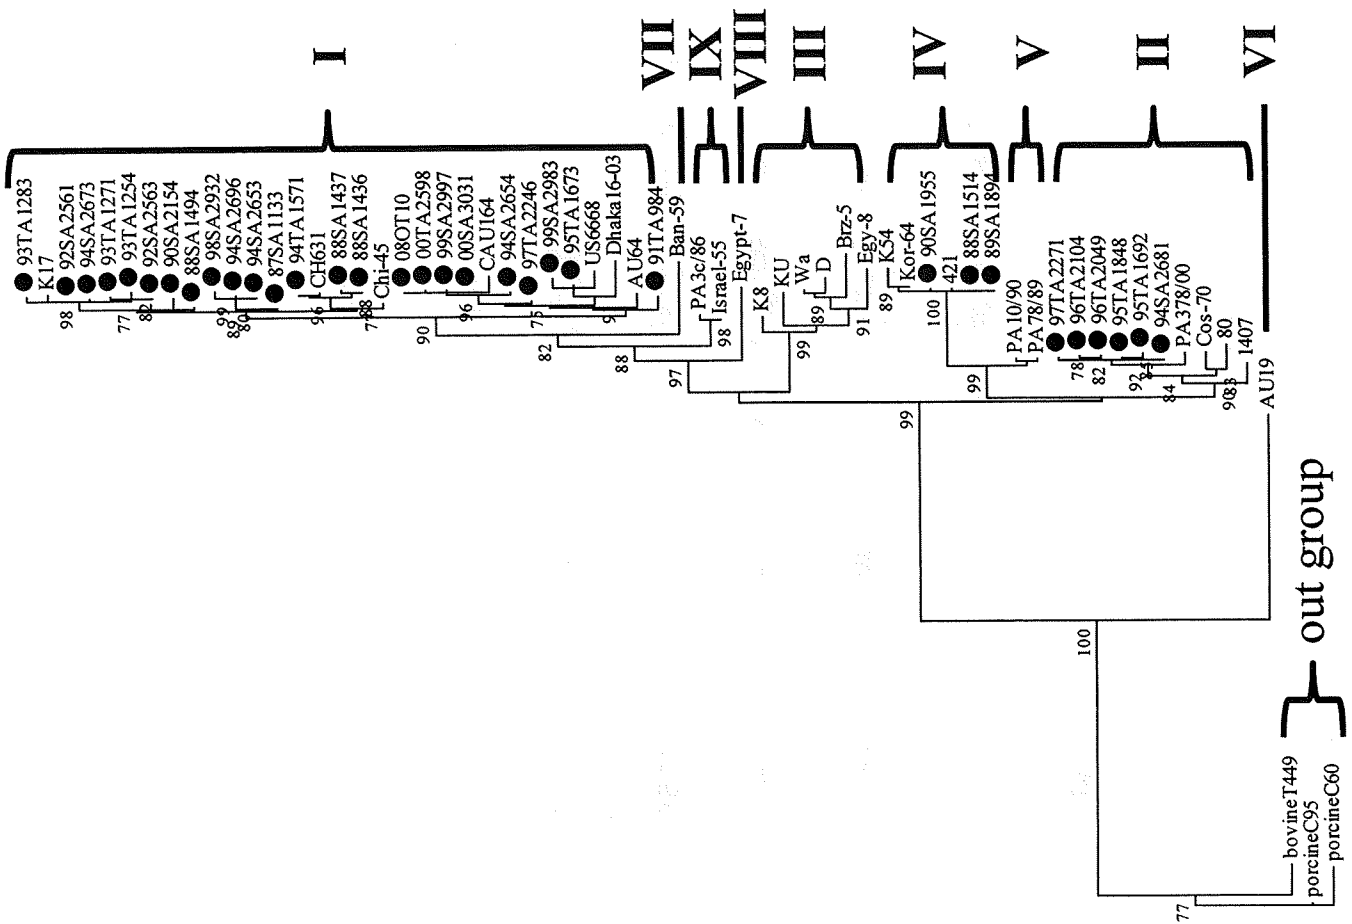 I
VII
IX
VIII
III
IV
V
II
VI
93TA1283
K17
92SA2561
94SA2673
93TA1271
93TA1254
92SA2563
90SA2154
88SA1494
98SA2932
94SA2696
94SA2653
87SA1133
94TA1571
CH631
88SA1437
88SA1436
Chi-45
08OT10
00TA2598
99SA2997
00SA3031
CAU164
94SA2654
97TA2246
99SA2983
95TA1673
US6668
Dhaka16-03
AU64
91TA984
Ban-59
PA3c/86
Israel-55
Egypt-7
K8
KU
Wa
D
Brz-5
Egy-8
K54
Kor-64
90SA1955
421
88SA1514
89SA1894
PA10/90
PA78/89
97TA2271
96TA2104
96TA2049
95TA1848
95TA1692
94SA2681
PA378/00
Cos-70
80
1407
AU19
98
77
82
99
89
80
96
90
96
75
82
98
88
97
89
99
91
89
100
99
78
82
92
84
90
83
99
100
77
out group
bovineT449
porcineC95
porcineC60